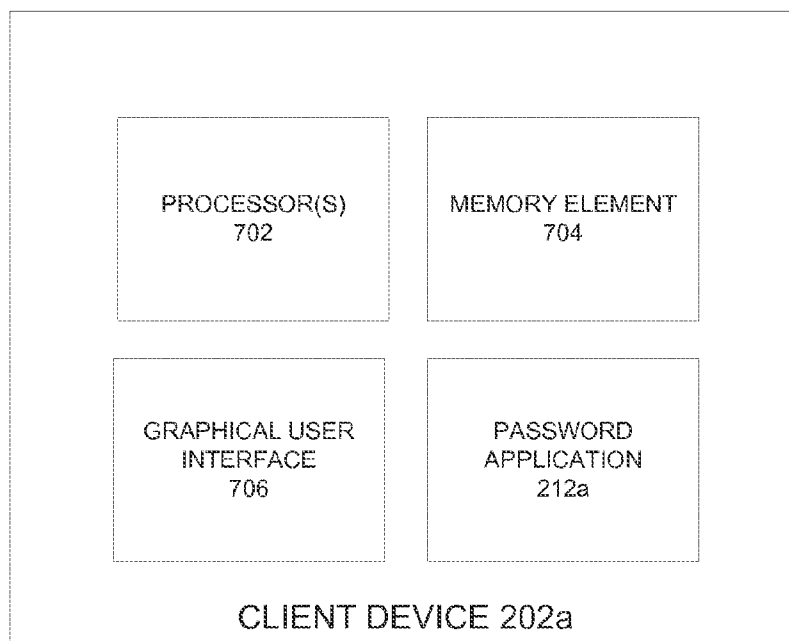 PROCESSOR(S)
702
MEMORY ELEMENT
704
GRAPHICAL USER
INTERFACE
706
PASSWORD
APPLICATION
212a
CLIENT DEVICE 202a